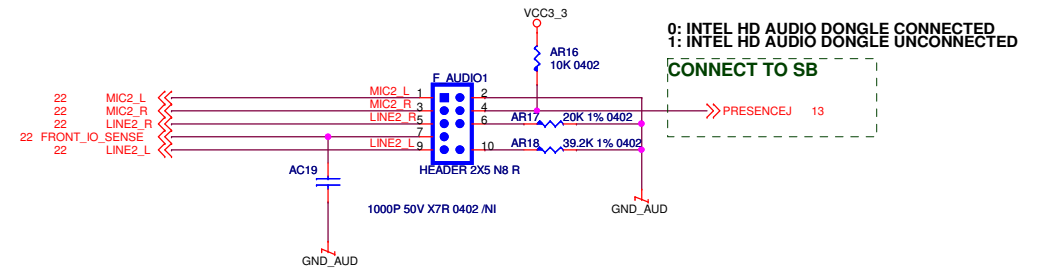 VCC3_3
0: INTEL HD AUDIO DONGLE CONNECTED
1: INTEL HD AUDIO DONGLE UNCONNECTED
AR16
10K 0402
CONNECT TO SB
F_AUDIO1
22 MIC2_L MIC2_L 1 2
22 MIC2_R MIC2_R 3 4 PRESENCEJ 13
22 LINE2_R LINE2_R 5 6 AR17 20K 1% 0402
22 FRONT_IO_SENSE 7
22 LINE2_L LINE2_L 9 10 AR18 39.2K 1% 0402
HEADER 2X5 N8 R
AC19
1000P 50V X7R 0402 /NI
GND_AUD
GND_AUD